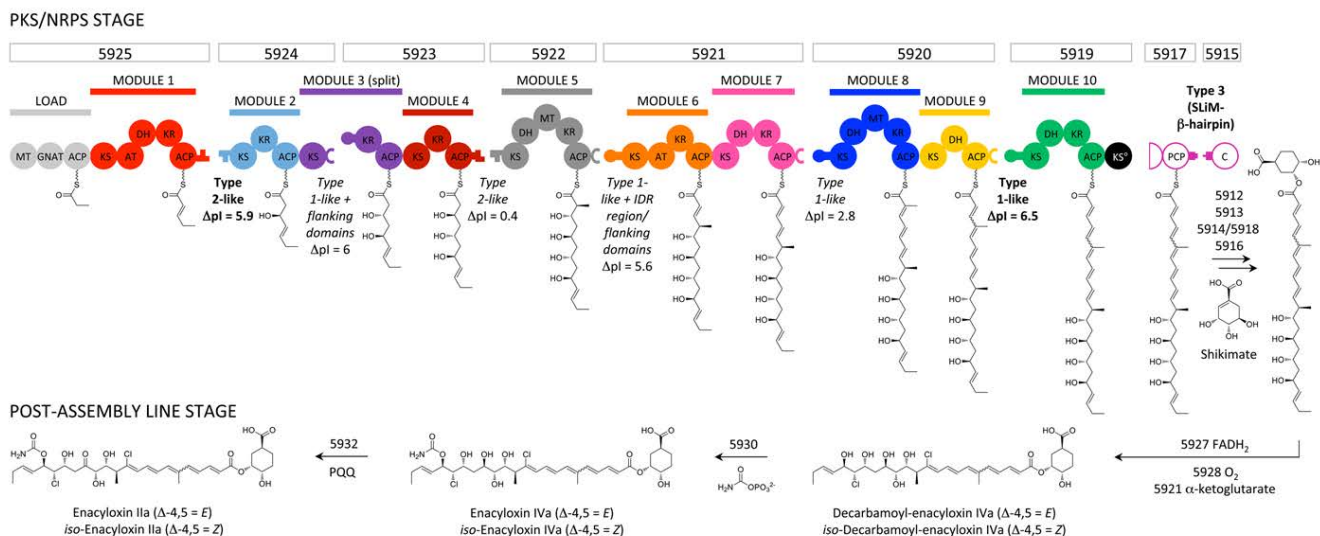 PKS/NRPS STAGE
5925 5924 5923 5922 5921 5920 5919 5917 5915
MODULE 1 MODULE 3 (split) MODULE 5 MODULE 7 MODULE 8 MODULE 10
LOAD MODULE 2 MODULE 4 MODULE 6 MODULE 9
Type 3
(SLiM-
β-hairpin)
MT GNAT ACP KS AT DH KR ACP
KS KR ACP KS
KR KS KR ACP
KS DH MT KR ACP
KS AT KR ACP KS DH KR ACP
KS DH MT KR ACP KS DH ACP
KS DH KR ACP KS⁰
PCP C
Type
2-like
ΔpI = 5.9
Type
1-like +
flanking
domains
ΔpI = 6
Type
2-like
ΔpI = 0.4
Type 1-
like + IDR
region/
flanking
domains
ΔpI = 5.6
Type
1-like
ΔpI = 2.8
Type
1-like
ΔpI = 6.5
5912
5913
5914/5918
5916
Shikimate
POST-ASSEMBLY LINE STAGE
5932
PQQ
5930
5927 FADH₂
5928 O₂
5921 α-ketoglutarate
Enacyloxin IIa (Δ-4,5 = E)
iso-Enacyloxin IIa (Δ-4,5 = Z)
Enacyloxin IVa (Δ-4,5 = E)
iso-Enacyloxin IVa (Δ-4,5 = Z)
Decarbamoyl-enacyloxin IVa (Δ-4,5 = E)
iso-Decarbamoyl-enacyloxin IVa (Δ-4,5 = Z)